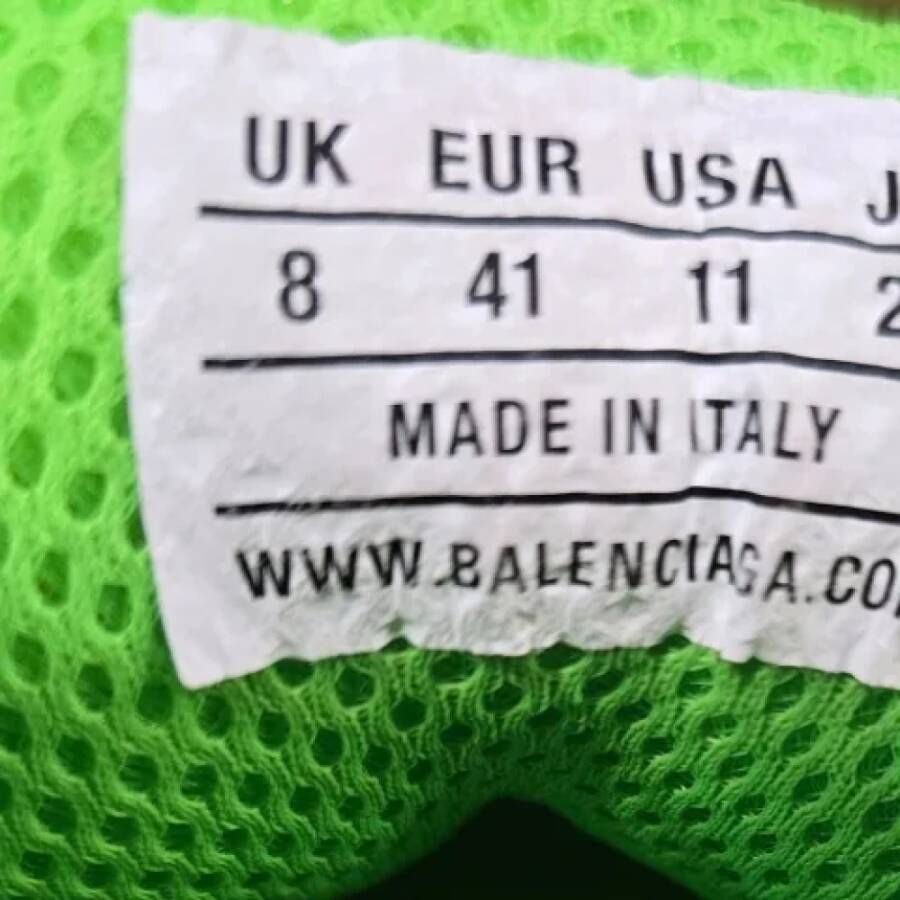 UK EUR USA J
8 41 11 2
MADE IN ITALY
WWW.BALENCIAGA.CO